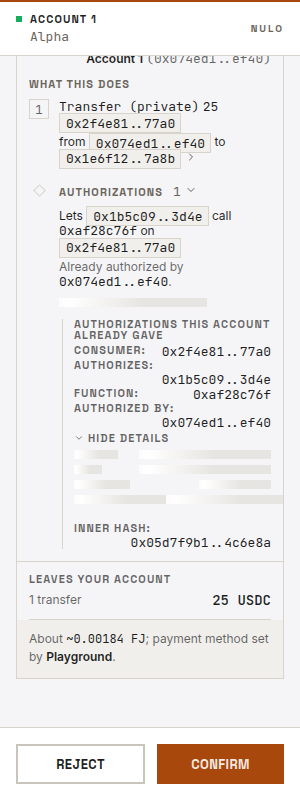 ACCOUNT 1
Alpha
NULO
Account 1 (0x074ed1..ef40)
WHAT THIS DOES
1
Transfer (private) 25
0x2f4e81..77a0
from 0x074ed1..ef40 to
0x1e6f12..7a8b
AUTHORIZATIONS 1
Lets 0x1b5c09..3d4e call
0xaf28c76f on
0x2f4e81..77a0
Already authorized by
0x074ed1..ef40.
AUTHORIZATIONS THIS ACCOUNT
ALREADY GAVE
CONSUMER: 0x2f4e81..77a0
AUTHORIZES:
0x1b5c09..3d4e
FUNCTION: 0xaf28c76f
AUTHORIZED BY:
0x074ed1..ef40
HIDE DETAILS
INNER HASH:
0x05d7f9b1..4c6e8a
LEAVES YOUR ACCOUNT
1 transfer 25 USDC
About ~0.00184 FJ; payment method set
by Playground.
REJECT CONFIRM